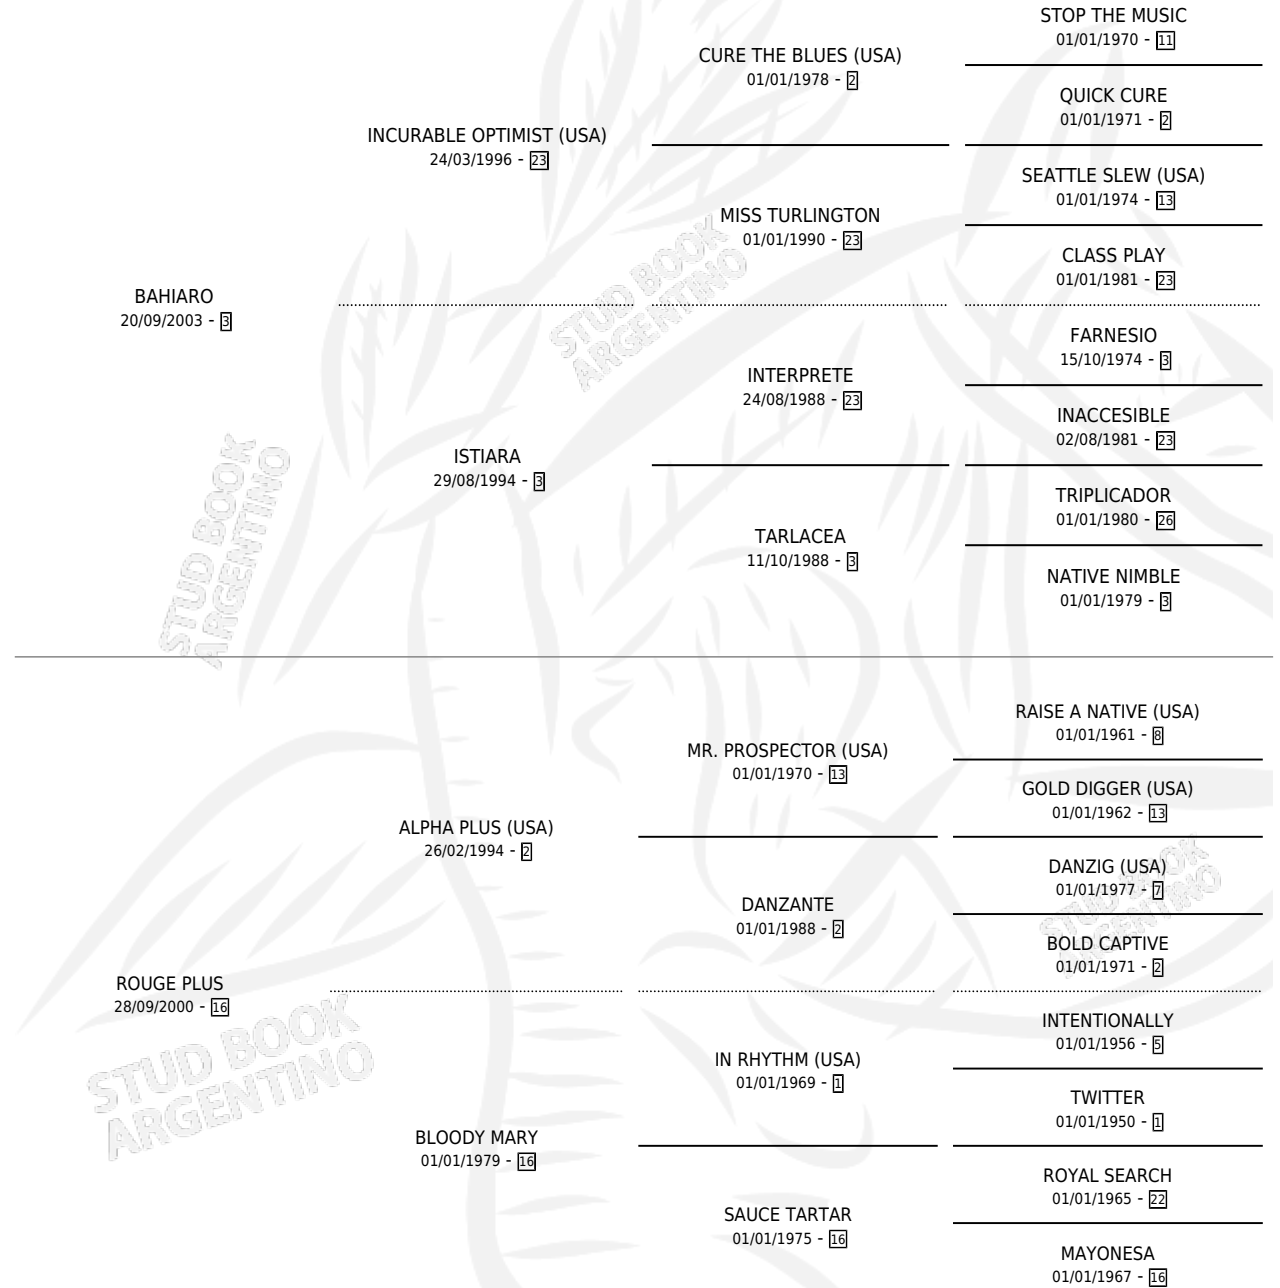 STOP THE MUSIC
01/01/1970 - 11
CURE THE BLUES (USA)
01/01/1978 - 2
QUICK CURE
01/01/1971 - 2
INCURABLE OPTIMIST (USA)
24/03/1996 - 23
SEATTLE SLEW (USA)
01/01/1974 - 13
MISS TURLINGTON
01/01/1990 - 23
CLASS PLAY
01/01/1981 - 23
BAHIARO
20/09/2003 - 3
STUD BOOK
ARGENTINO
FARNESIO
15/10/1974 - 3
INTERPRETE
24/08/1988 - 23
INACCESIBLE
02/08/1981 - 23
ISTIARA
29/08/1994 - 3
TRIPLICADOR
01/01/1980 - 26
TARLACEA
11/10/1988 - 3
NATIVE NIMBLE
01/01/1979 - 3
STUD BOOK
ARGENTINO
RAISE A NATIVE (USA)
01/01/1961 - 8
MR. PROSPECTOR (USA)
01/01/1970 - 13
GOLD DIGGER (USA)
01/01/1962 - 13
ALPHA PLUS (USA)
26/02/1994 - 2
DANZIG (USA)
01/01/1977 - 7
STUD BOOK
ARGENTINO
DANZANTE
01/01/1988 - 2
BOLD CAPTIVE
01/01/1971 - 2
ROUGE PLUS
28/09/2000 - 16
INTENTIONALLY
01/01/1956 - 5
STUD BOOK
ARGENTINO
IN RHYTHM (USA)
01/01/1969 - 1
TWITTER
01/01/1950 - 1
BLOODY MARY
01/01/1979 - 16
ROYAL SEARCH
01/01/1965 - 22
SAUCE TARTAR
01/01/1975 - 16
MAYONESA
01/01/1967 - 16